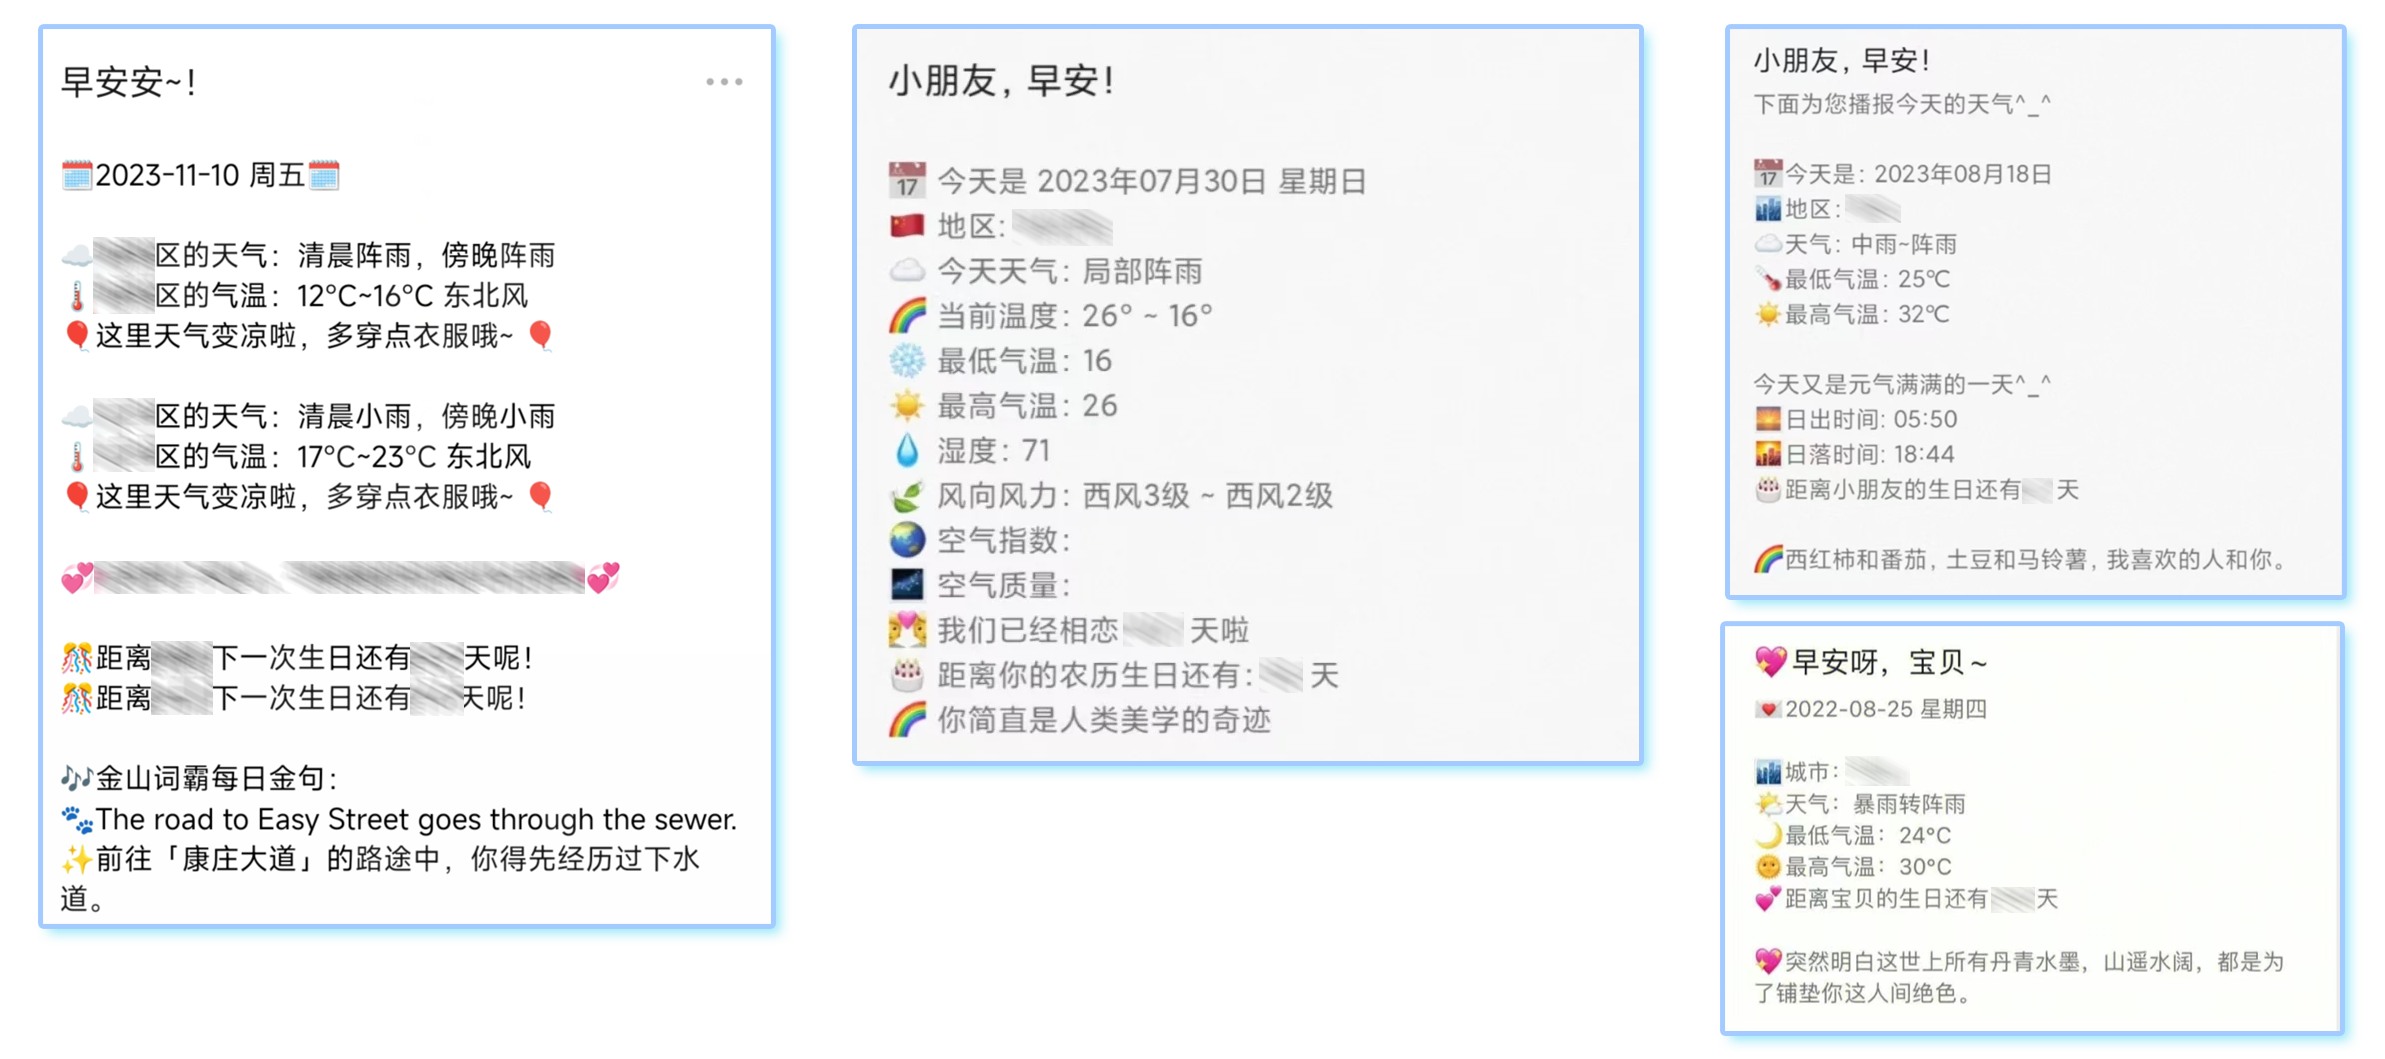 早安安~!
🗓️2023-11-10 周五🗓️
☁️区的天气：清晨阵雨，傍晚阵雨
🌡️区的气温：12°C~16°C 东北风
🎈这里天气变凉啦，多穿点衣服哦~ 🎈
☁️区的天气：清晨小雨，傍晚小雨
🌡️区的气温：17°C~23°C 东北风
🎈这里天气变凉啦，多穿点衣服哦~ 🎈
💞💞
🎊距离下一次生日还有天呢！
🎊距离下一次生日还有天呢！
🎶金山词霸每日金句：
🐾The road to Easy Street goes through the sewer.
✨前往「康庄大道」的路途中，你得先经历过下水
道。
小朋友，早安！
📅 今天是 2023年07月30日 星期日
🇨🇳 地区：
☁️ 今天天气：局部阵雨
🌈 当前温度：26° ~ 16°
❄️ 最低气温：16
☀️ 最高气温：26
💧 湿度：71
🍃 风向风力：西风3级 ~ 西风2级
🌏 空气指数：
🌌 空气质量：
👩‍❤️‍👨 我们已经相恋 天啦
🎂 距离你的农历生日还有： 天
🌈 你简直是人类美学的奇迹
小朋友，早安！
下面为您播报今天的天气^_^
📅今天是：2023年08月18日
🏙️地区：
☁️天气：中雨~阵雨
🌡️最低气温：25℃
☀️最高气温：32℃
今天又是元气满满的一天^_^
🌅日出时间: 05:50
🌇日落时间: 18:44
🎂距离小朋友的生日还有 天
🌈西红柿和番茄，土豆和马铃薯，我喜欢的人和你。
💖早安呀，宝贝~
💌2022-08-25 星期四
🏙️城市：
🌤️天气：暴雨转阵雨
🌙最低气温：24°C
🌞最高气温：30°C
💕距离宝贝的生日还有 天
💖突然明白这世上所有丹青水墨，山遥水阔，都是为
了铺垫你这人间绝色。